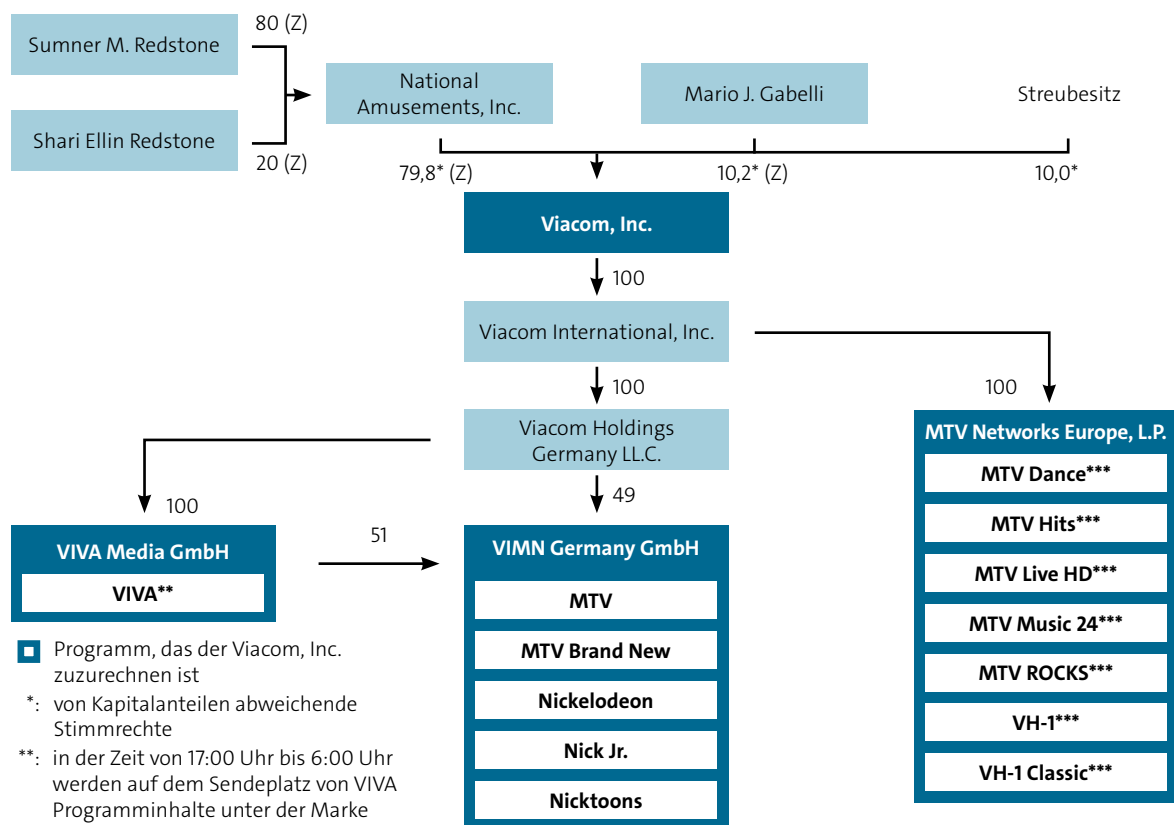 80 (Z)
Sumner M. Redstone
National
Amusements, Inc.
Mario J. Gabelli
Streubesitz
Shari Ellin Redstone
20 (Z)
79,8* (Z)
10,2* (Z)
10,0*
Viacom, Inc.
100
Viacom International, Inc.
100
100
Viacom Holdings
Germany LL.C.
MTV Networks Europe, L.P.
MTV Dance***
MTV Hits***
MTV Live HD***
MTV Music 24***
MTV ROCKS***
VH-1***
VH-1 Classic***
100
49
VIVA Media GmbH
VIVA**
51
VIMN Germany GmbH
MTV
MTV Brand New
Nickelodeon
Nick Jr.
Nicktoons
Programm, das der Viacom, Inc.
zuzurechnen ist
*: von Kapitalanteilen abweichende
Stimmrechte
**: in der Zeit von 17:00 Uhr bis 6:00 Uhr
werden auf dem Sendeplatz von VIVA
Programminhalte unter der Marke